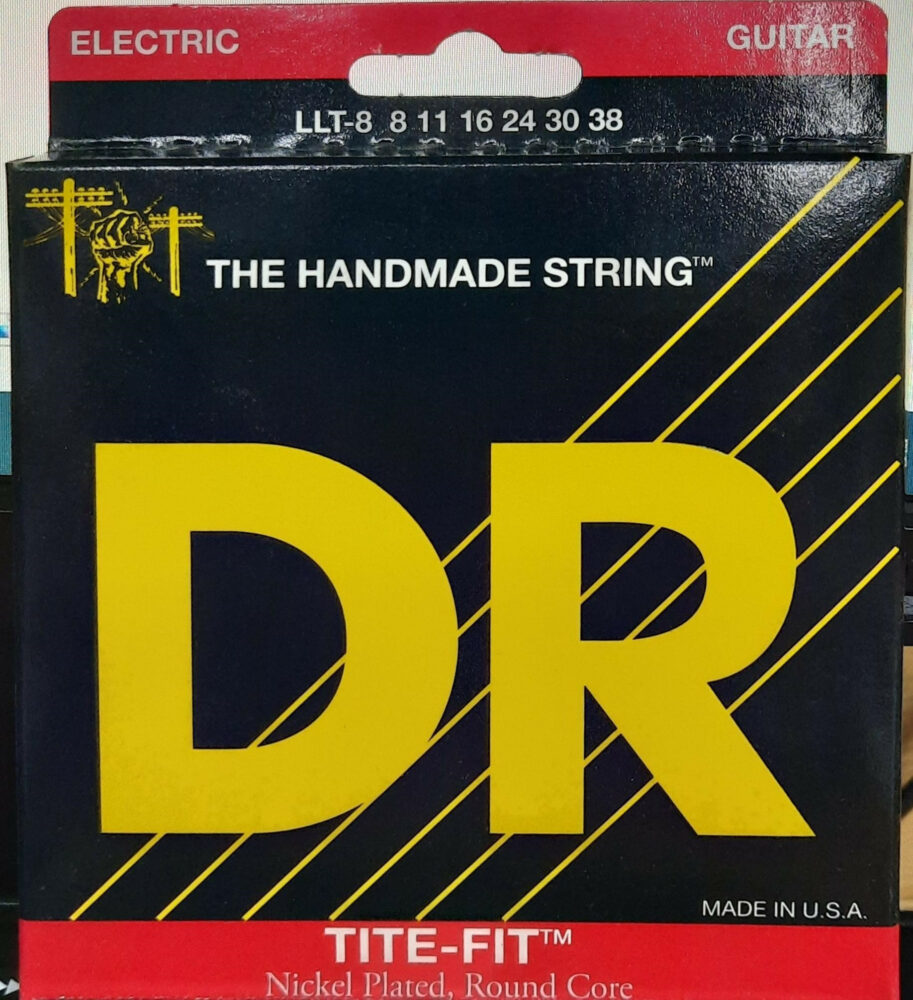 ELECTRIC GUITAR
LLT-8 8 11 16 24 30 38
THE HANDMADE STRING™
DR
MADE IN U.S.A.
TITE-FIT™
Nickel Plated, Round Core